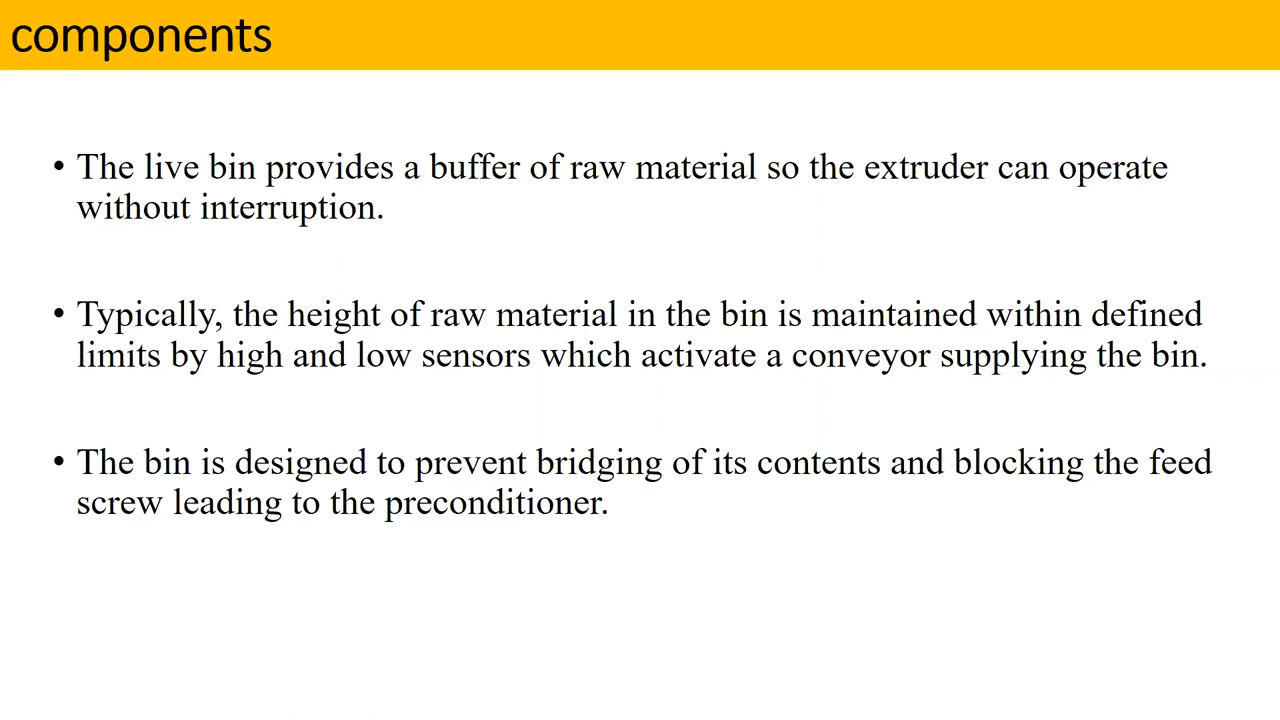 components
• The live bin provides a buffer of raw material so the extruder can operate
without interruption.
• Typically, the height of raw material in the bin is maintained within defined
limits by high and low sensors which activate a conveyor supplying the bin.
• The bin is designed to prevent bridging of its contents and blocking the feed
screw leading to the preconditioner.